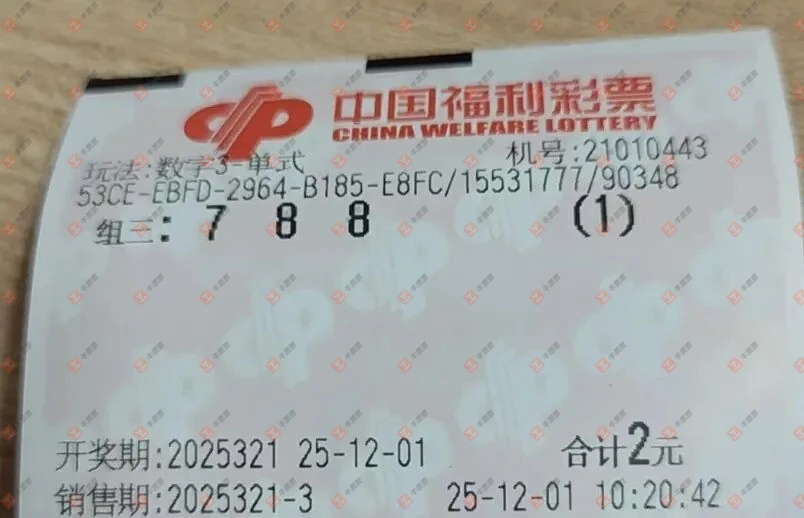 中国福利彩票
CHINA WELFARE LOTTERY
玩法:数字3-单式 机号:21010443
53CE-EBFD-2964-B185-E8FC/15531777/90348
组三: 7 8 8 (1)
开奖期:2025321 25-12-01 合计2元
销售期:2025321-3 25-12-01 10:20:42